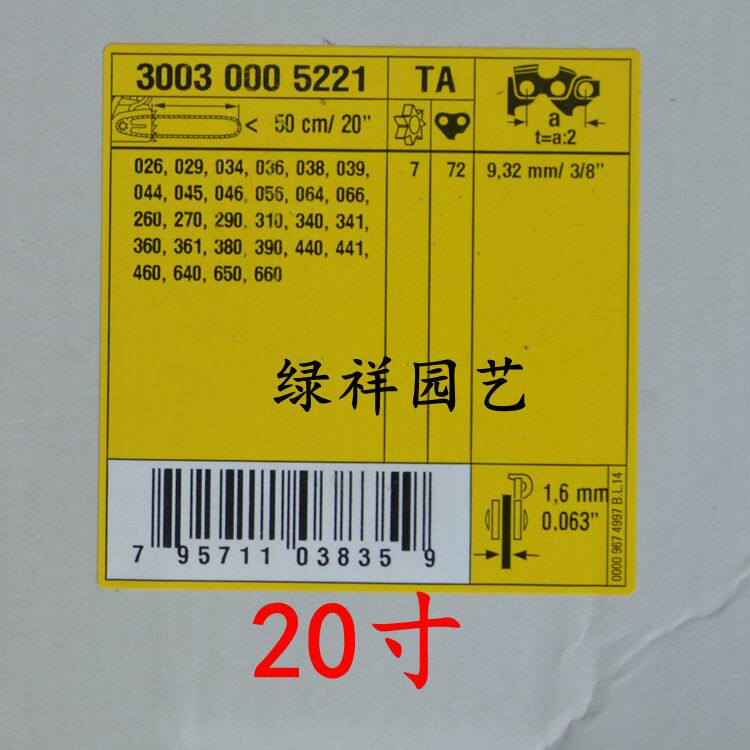 3003 000 5221 TA
a
t=a:2
< 50 cm/ 20"
026, 029, 034, 036, 038, 039, 7 72 9,32 mm/ 3/8"
044, 045, 046, 056, 064, 066,
260, 270, 290, 310, 340, 341,
360, 361, 380, 390, 440, 441,
460, 640, 650, 660
绿祥园艺
1,6 mm
0.063"
0000 967 4997 B.L.14
7 95711 03835 9
20寸